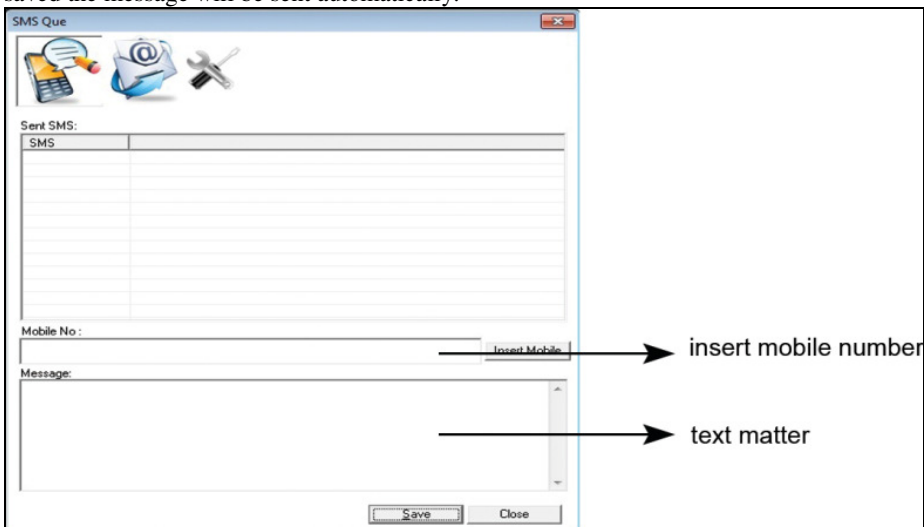 saved the message will be sent automatically.
SMS Que
@
Sent SMS:
SMS
Mobile No :
Insert Mobile
insert mobile number
Message:
text matter
Save
Close